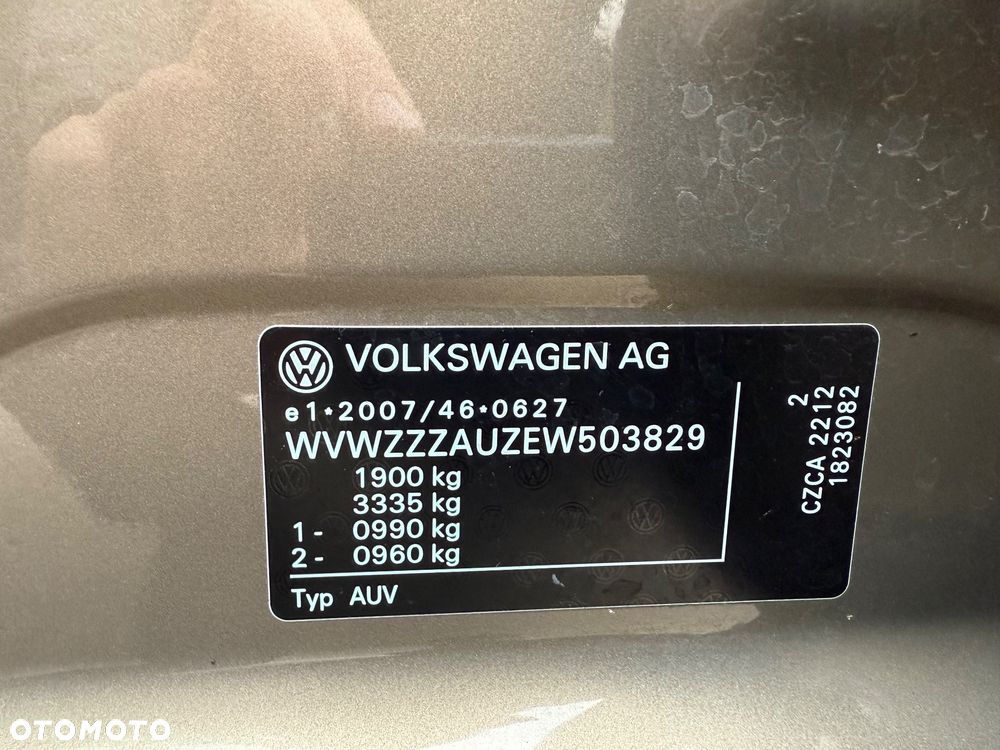 VOLKSWAGEN AG
e1*2007/46*0627
WVWZZZAUZEW503829
1900 kg
3335 kg
1 - 0990 kg
2 - 0960 kg
Typ AUV
2
CZCA 2212
1823082
OTOMOTO